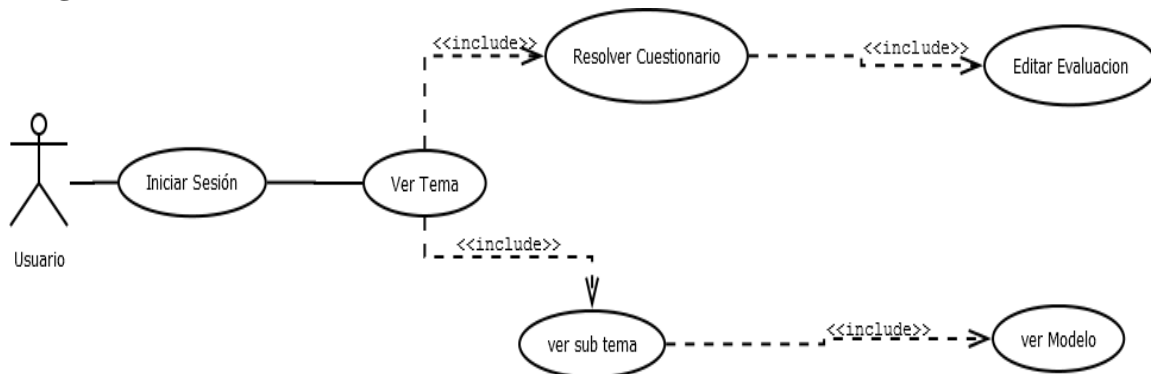 <<include>>
Resolver Cuestionario
<<include>>
Editar Evaluacion
Iniciar Sesión
Ver Tema
Usuario
<<include>>
ver sub tema
<<include>>
ver Modelo